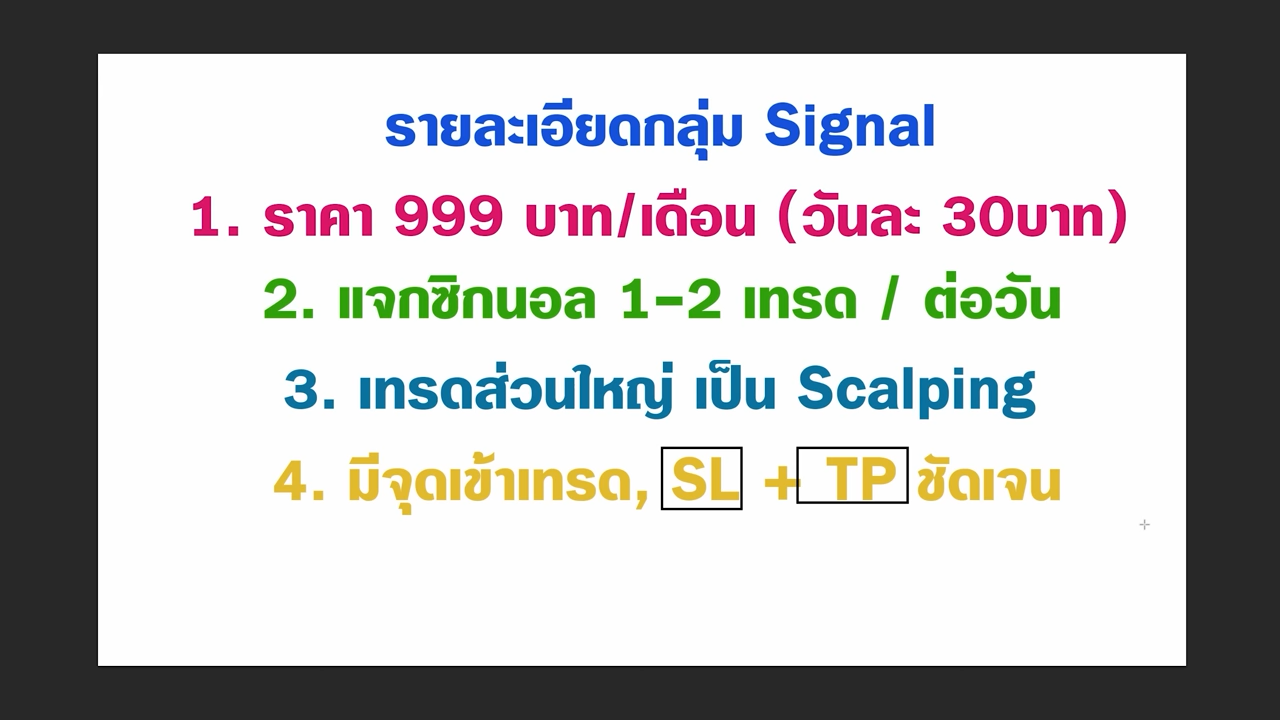 รายละเอียดกลุ่ม Signal
1. ราคา 999 บาท/เดือน (วันละ 30บาท)
2. แจกซิกนอล 1-2 เทรด / ต่อวัน
3. เทรดส่วนใหญ่ เป็น Scalping
4. มีจุดเข้าเทรด, SL + TP ชัดเจน